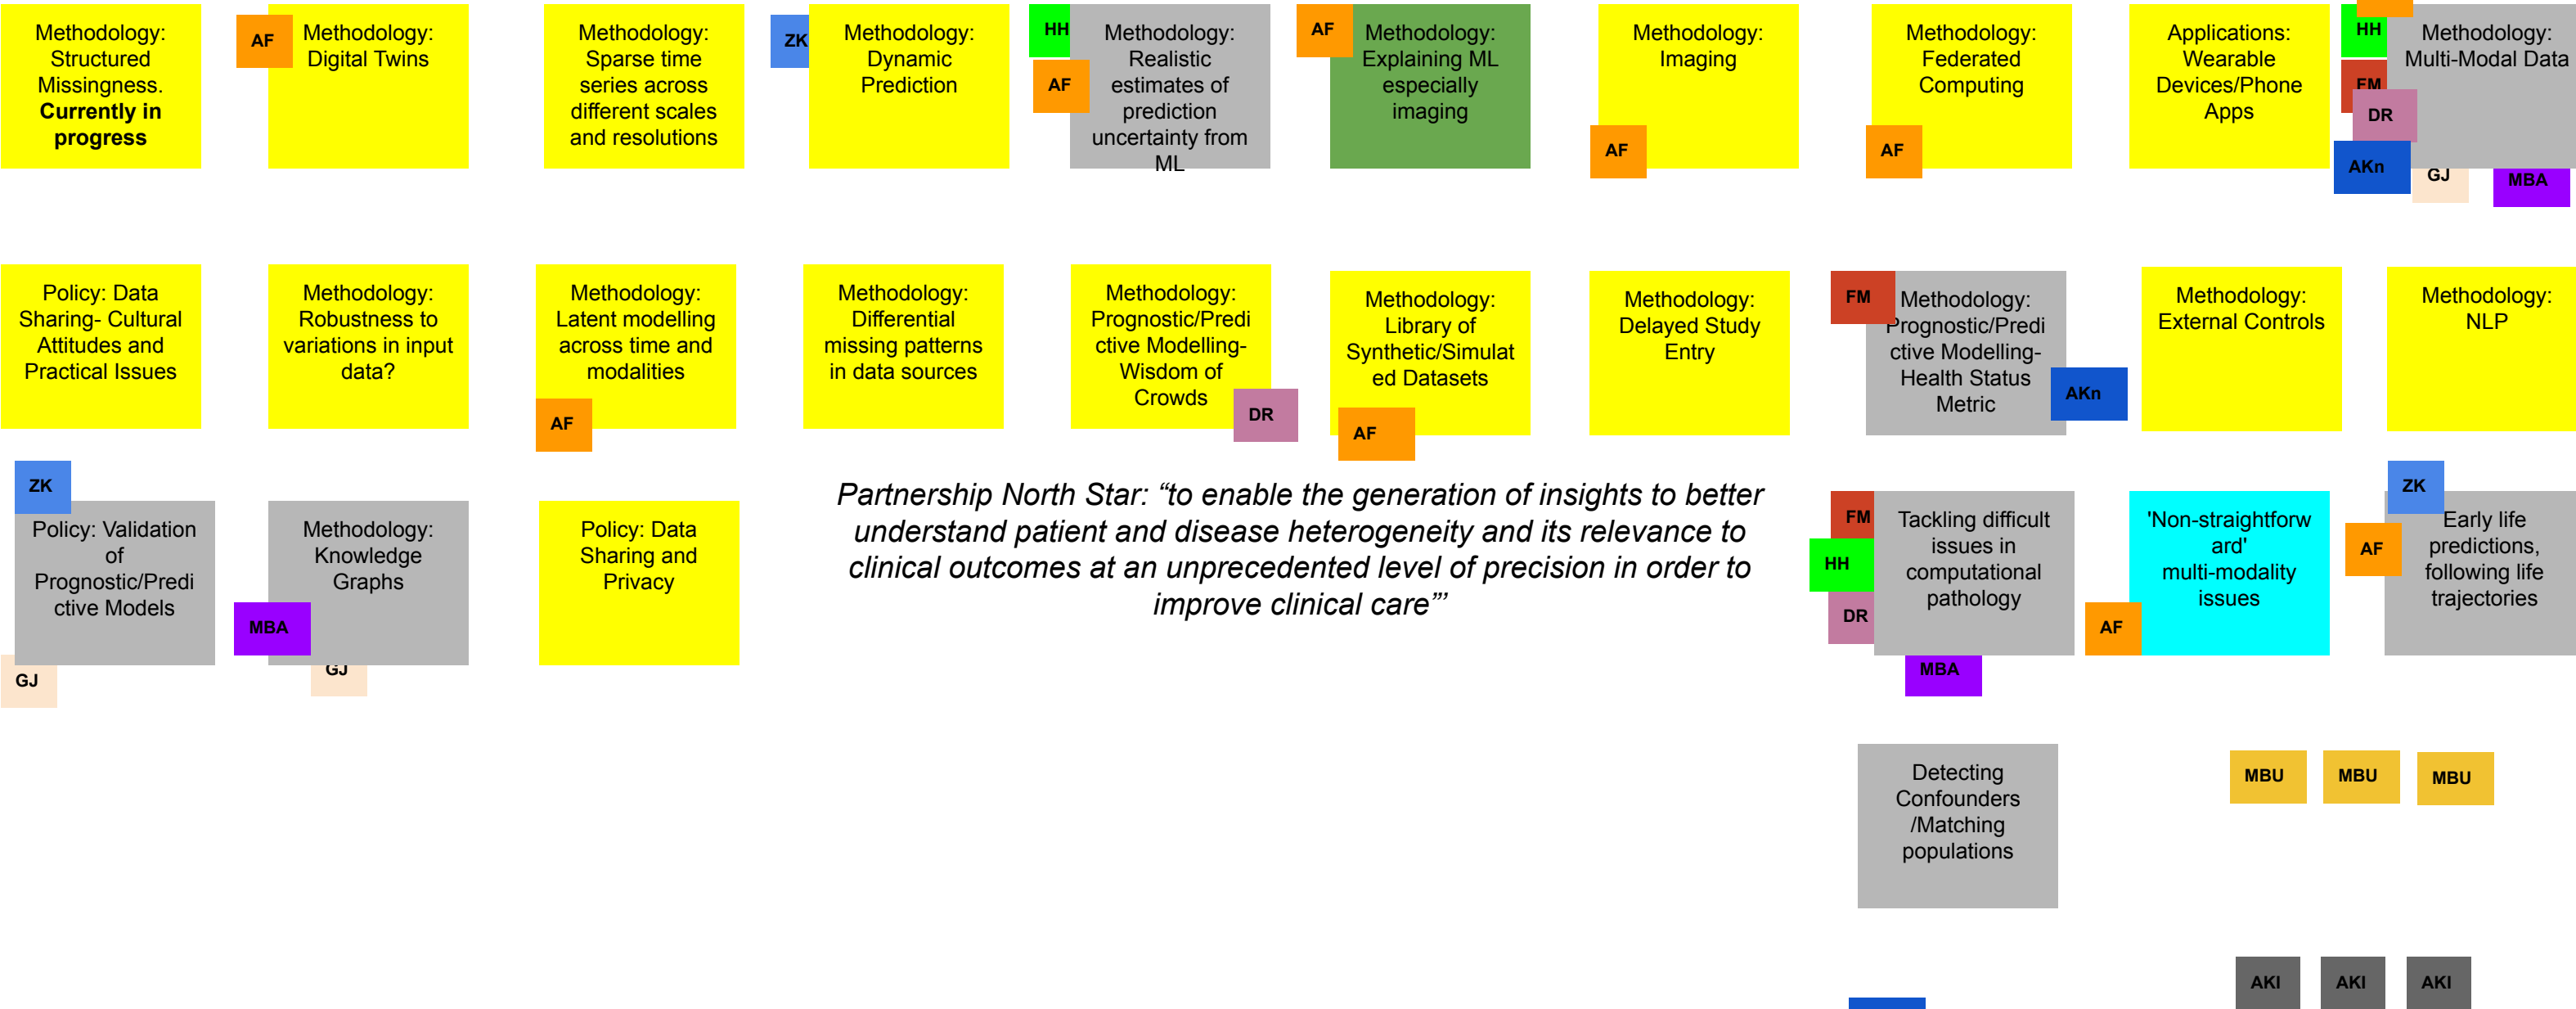 Methodology:
Structured
Missingness.
Currently in
progress
AF
Methodology:
Digital Twins
Methodology:
Sparse time
series across
different scales
and resolutions
ZK
Methodology:
Dynamic
Prediction
HH
AF
Methodology:
Realistic
estimates of
prediction
uncertainty from
ML
AF
Methodology:
Explaining ML
especially
imaging
Methodology:
Imaging
AF
Methodology:
Federated
Computing
AF
Applications:
Wearable
Devices/Phone
Apps
HH
FM
DR
AKn
GJ
MBA
Methodology:
Multi-Modal Data
Policy: Data
Sharing- Cultural
Attitudes and
Practical Issues
Methodology:
Robustness to
variations in input
data?
Methodology:
Latent modelling
across time and
modalities
AF
Methodology:
Differential
missing patterns
in data sources
Methodology:
Prognostic/Predi
ctive Modelling-
Wisdom of
Crowds
DR
Methodology:
Library of
Synthetic/Simulat
ed Datasets
AF
Methodology:
Delayed Study
Entry
FM
Methodology:
Prognostic/Predi
ctive Modelling-
Health Status
Metric
AKn
Methodology:
External Controls
Methodology:
NLP
ZK
Policy: Validation
of
Prognostic/Predi
ctive Models
GJ
Methodology:
Knowledge
Graphs
MBA
GJ
Policy: Data
Sharing and
Privacy
Partnership North Star: “to enable the generation of insights to better
understand patient and disease heterogeneity and its relevance to
clinical outcomes at an unprecedented level of precision in order to
improve clinical care”’
FM
HH
DR
Tackling difficult
issues in
computational
pathology
MBA
'Non-straightforw
ard'
multi-modality
issues
AF
ZK
AF
Early life
predictions,
following life
trajectories
Detecting
Confounders
/Matching
populations
MBU
MBU
MBU
AKI
AKI
AKI